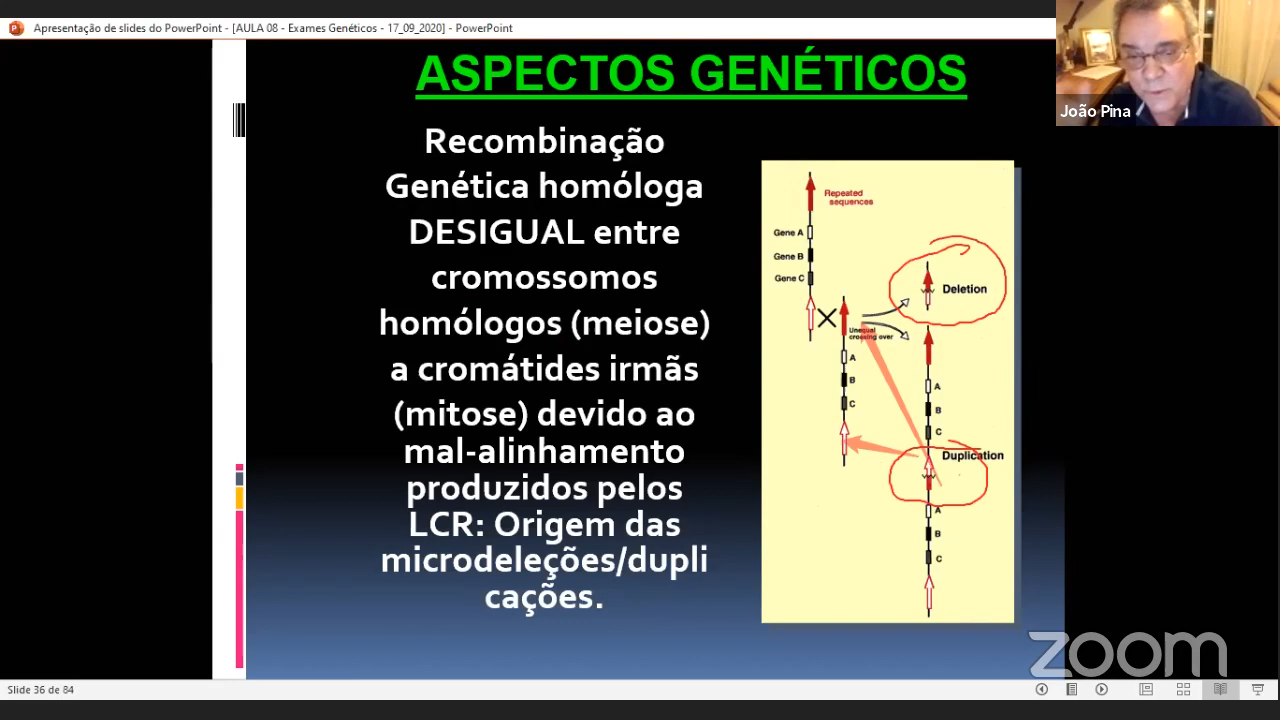 Apresentação de slides do PowerPoint - [AULA 08 - Exames Genéticos - 17_09_2020] - PowerPoint
João Pina
ASPECTOS GENÉTICOS
Recombinação
Genética homóloga
DESIGUAL entre
cromossomos
homólogos (meiose)
a cromátides irmãs
(mitose) devido ao
mal-alinhamento
produzidos pelos
LCR: Origem das
microdeleções/dupli
cações.
Repeated
sequences
Gene A
Gene B
Gene C
Unequal
crossing over
A
B
C
Deletion
A
B
C
Duplication
A
B
C
zoom
Slide 36 de 84